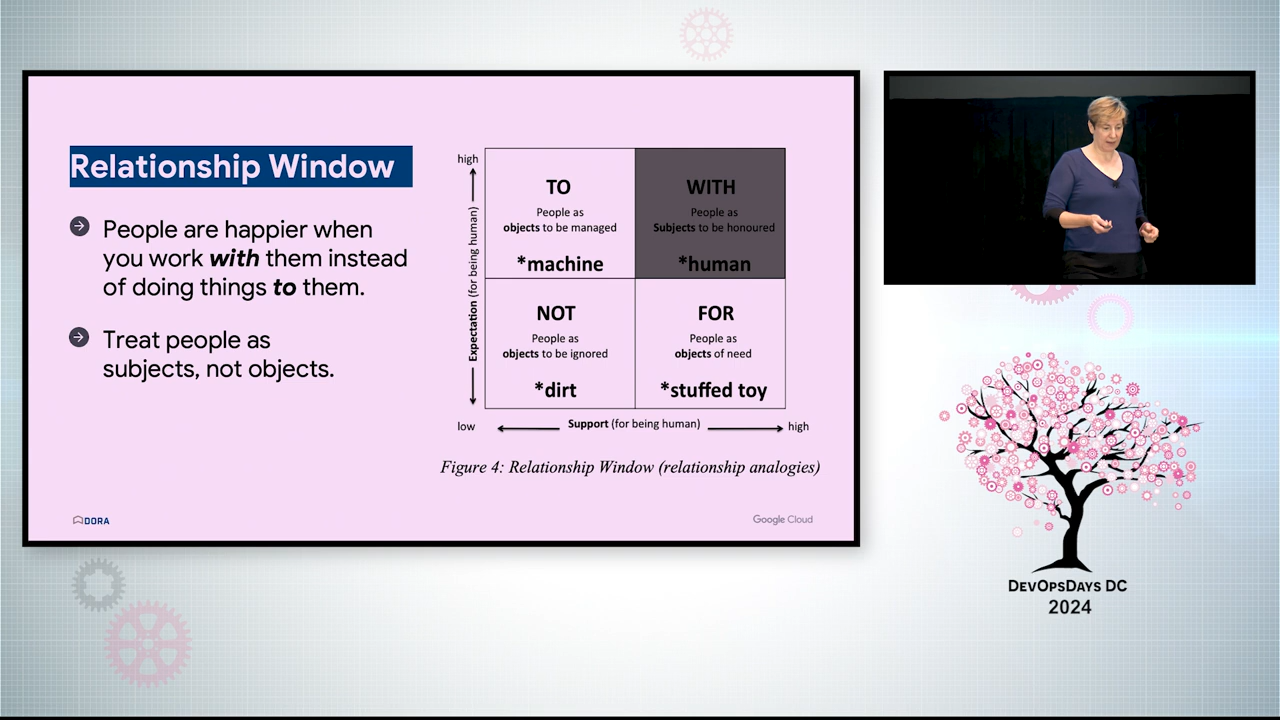 Relationship Window
People are happier when
you work with them instead
of doing things to them.
Treat people as
subjects, not objects.
high
Expectation (for being human)
low
TO
People as
objects to be managed
*machine
WITH
People as
Subjects to be honoured
*human
NOT
People as
objects to be ignored
*dirt
FOR
People as
objects of need
*stuffed toy
Support (for being human)
high
Figure 4: Relationship Window (relationship analogies)
DORA
Google Cloud
DEVOPSDAYS DC
2024